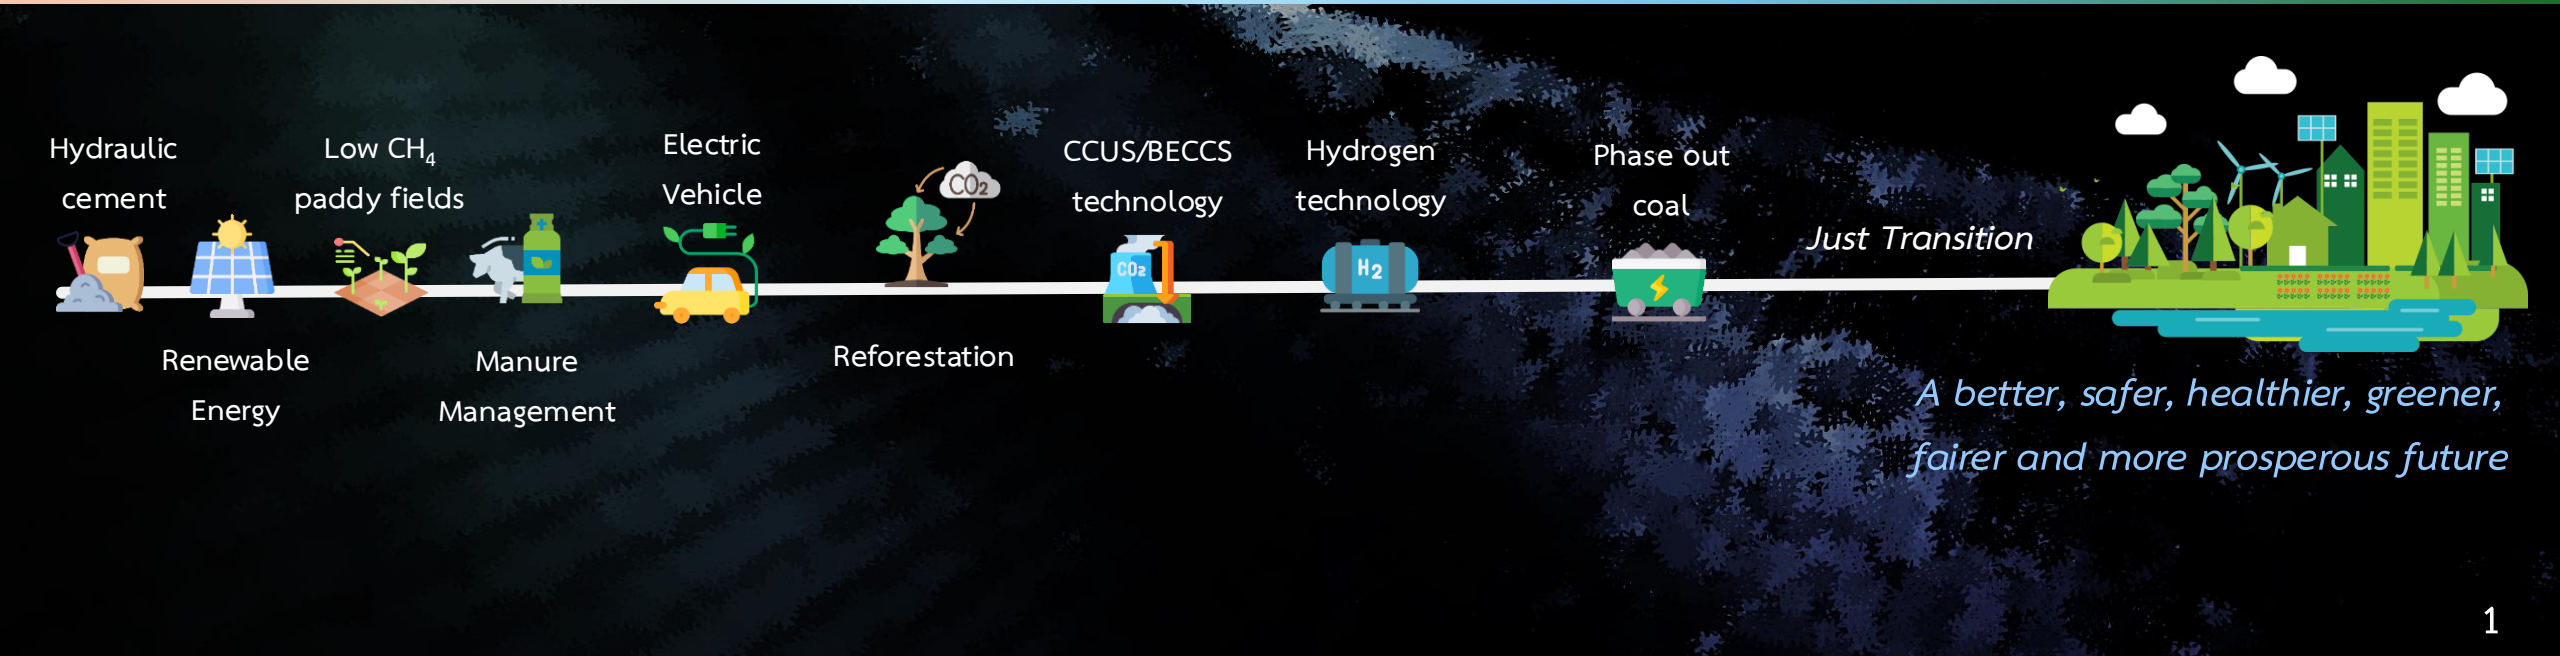 Hydraulic
cement
Renewable
Energy
Low CH₄
paddy fields
Manure
Management
Electric
Vehicle
CO₂
Reforestation
CCUS/BECCS
technology
CO₂
Hydrogen
technology
H₂
Phase out
coal
Just Transition
A better, safer, healthier, greener,
fairer and more prosperous future
1